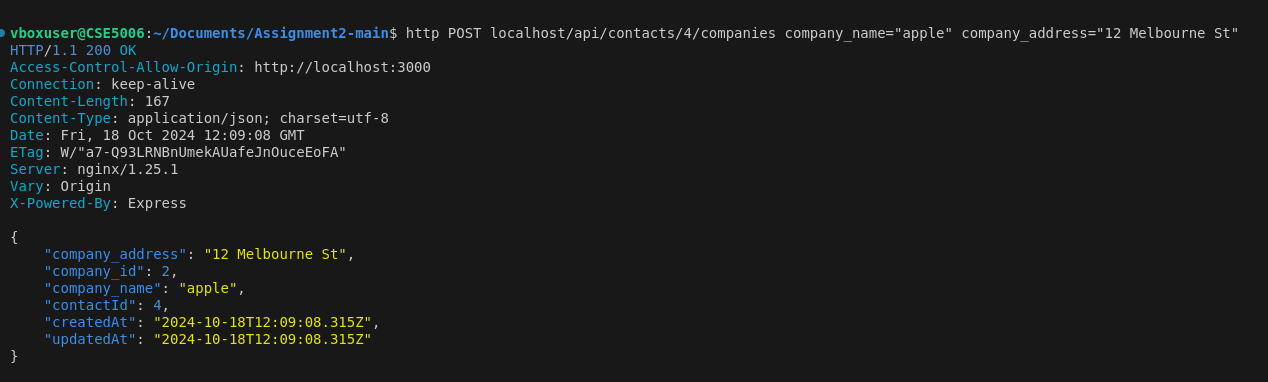 vboxuser@CSE5006:~/Documents/Assignment2-main$ http POST localhost/api/contacts/4/companies company_name="apple" company_address="12 Melbourne St"
HTTP/1.1 200 OK
Access-Control-Allow-Origin: http://localhost:3000
Connection: keep-alive
Content-Length: 167
Content-Type: application/json; charset=utf-8
Date: Fri, 18 Oct 2024 12:09:08 GMT
ETag: W/"a7-Q93LRNBnUmekAUafeJnOuceEoFA"
Server: nginx/1.25.1
Vary: Origin
X-Powered-By: Express
{
    "company_address": "12 Melbourne St",
    "company_id": 2,
    "company_name": "apple",
    "contactId": 4,
    "createdAt": "2024-10-18T12:09:08.315Z",
    "updatedAt": "2024-10-18T12:09:08.315Z"
}